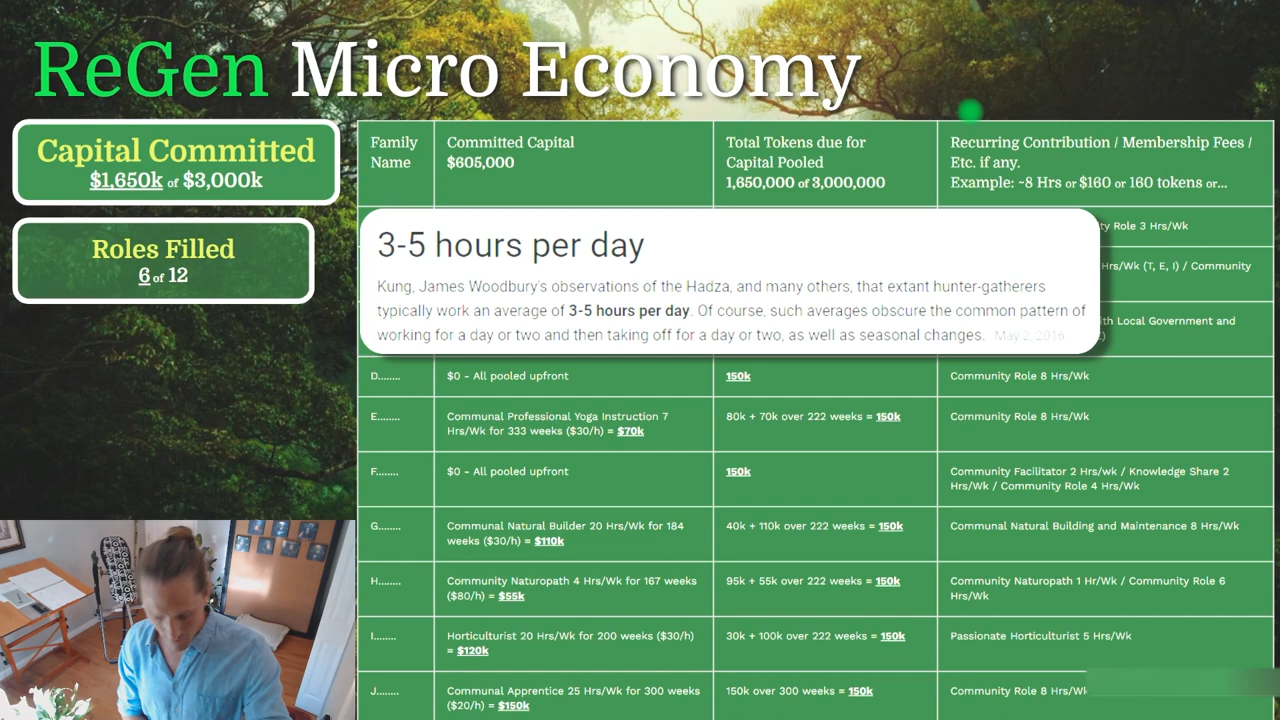 ReGen Micro Economy
Capital Committed
$1,650k of $3,000k
Roles Filled
6 of 12
Family
Name
Committed Capital
$605,000
Total Tokens due for
Capital Pooled
1,650,000 of 3,000,000
Recurring Contribution / Membership Fees /
Etc. if any.
Example: ~8 Hrs or $160 or 160 tokens or...
ty Role 3 Hrs/Wk
Hrs/Wk (T, E, I) / Community
ith Local Government and
3-5 hours per day
Kung, James Woodbury's observations of the Hadza, and many others, that extant hunter-gatherers
typically work an average of 3-5 hours per day. Of course, such averages obscure the common pattern of
working for a day or two and then taking off for a day or two, as well as seasonal changes. May 2, 2016
D........
$0 - All pooled upfront
150k
Community Role 8 Hrs/Wk
E........
Communal Professional Yoga Instruction 7
Hrs/Wk for 333 weeks ($30/h) = $70k
80k + 70k over 222 weeks = 150k
Community Role 8 Hrs/Wk
F........
$0 - All pooled upfront
150k
Community Facilitator 2 Hrs/wk / Knowledge Share 2
Hrs/Wk / Community Role 4 Hrs/Wk
G........
Communal Natural Builder 20 Hrs/Wk for 184
weeks ($30/h) = $110k
40k + 110k over 222 weeks = 150k
Communal Natural Building and Maintenance 8 Hrs/Wk
H........
Community Naturopath 4 Hrs/Wk for 167 weeks
($80/h) = $55k
95k + 55k over 222 weeks = 150k
Community Naturopath 1 Hr/Wk / Community Role 6
Hrs/Wk
I........
Horticulturist 20 Hrs/Wk for 200 weeks ($30/h)
= $120k
30k + 100k over 222 weeks = 150k
Passionate Horticulturist 5 Hrs/Wk
J........
Communal Apprentice 25 Hrs/Wk for 300 weeks
($20/h) = $150k
150k over 300 weeks = 150k
Community Role 8 Hrs/Wk